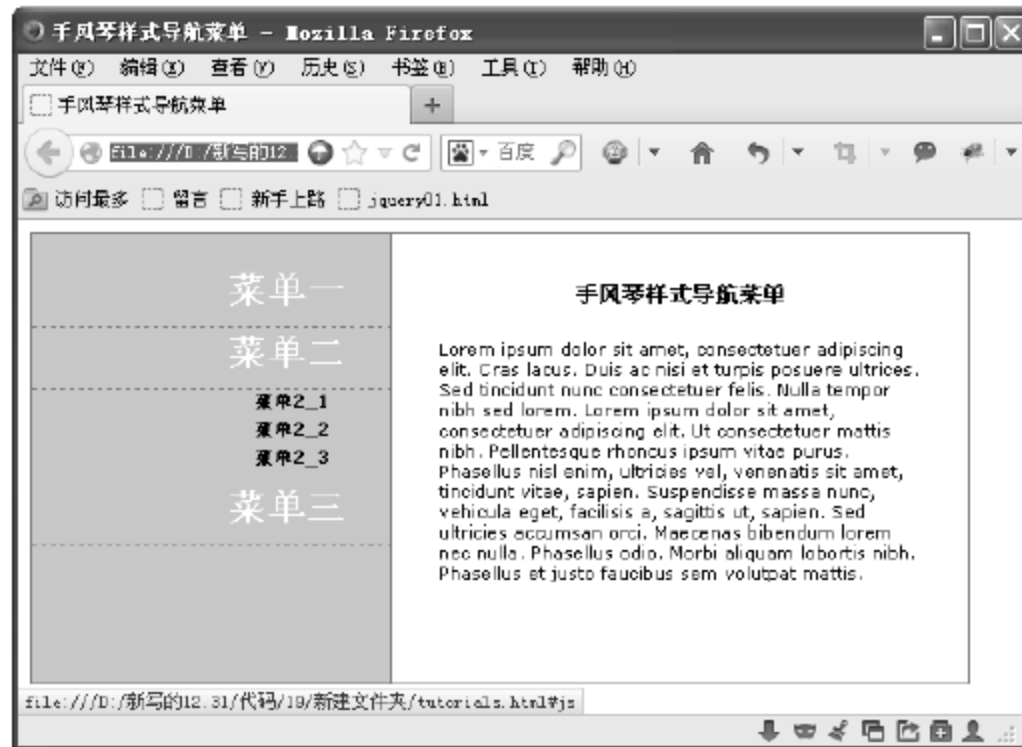 手风琴样式导航菜单 - Mozilla Firefox
文件(F) 编辑(E) 查看(V) 历史(S) 书签(B) 工具(T) 帮助(H)
手风琴样式导航菜单 +
file:///D:/新写的12. 百度
访问最多 留言 新手上路 jquery01.html
菜单一
菜单二
菜单2_1
菜单2_2
菜单2_3
菜单三
手风琴样式导航菜单
Lorem ipsum dolor sit amet, consectetuer adipiscing
elit. Cras lacus. Duis ac nisi et turpis posuere ultrices.
Sed tincidunt nunc consectetuer felis. Nulla tempor
nibh sed lorem. Lorem ipsum dolor sit amet,
consectetuer adipiscing elit. Ut consectetuer mattis
nibh. Pellentesque rhoncus ipsum vitae purus.
Phasellus nisl enim, ultricies vel, venenatis sit amet,
tincidunt vitae, sapien. Suspendisse massa nunc,
vehicula eget, facilisis a, sagittis ut, sapien. Sed
ultricies accumsan orci. Maecenas bibendum lorem
nec nulla. Phasellus odio. Morbi aliquam lobortis nibh.
Phasellus et justo faucibus sem volutpat mattis.
file:///D:/新写的12.31/代码/19/新建文件夹/tutorials.html#js